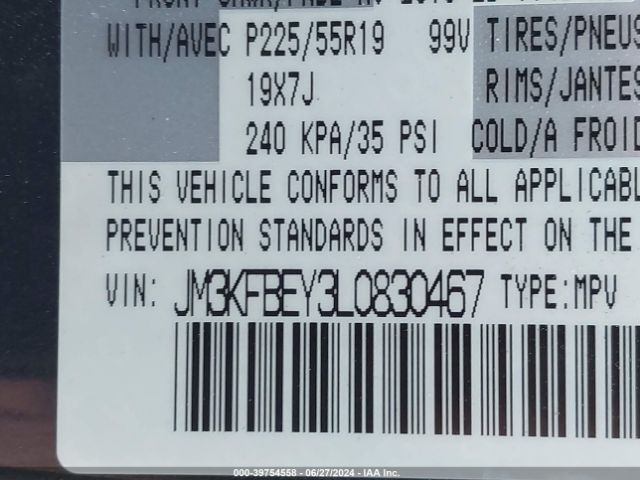 WITH/AVEC P225/55R19 99V TIRES/PNEUS
19X7J RIMS/JANTES
240 KPA/35 PSI COLD/A FROID
THIS VEHICLE CONFORMS TO ALL APPLICABL
PREVENTION STANDARDS IN EFFECT ON THE
VIN: JM3KFBEY3L0830467 TYPE:MPV
000-39754558 - 06/27/2024 - IAA Inc.